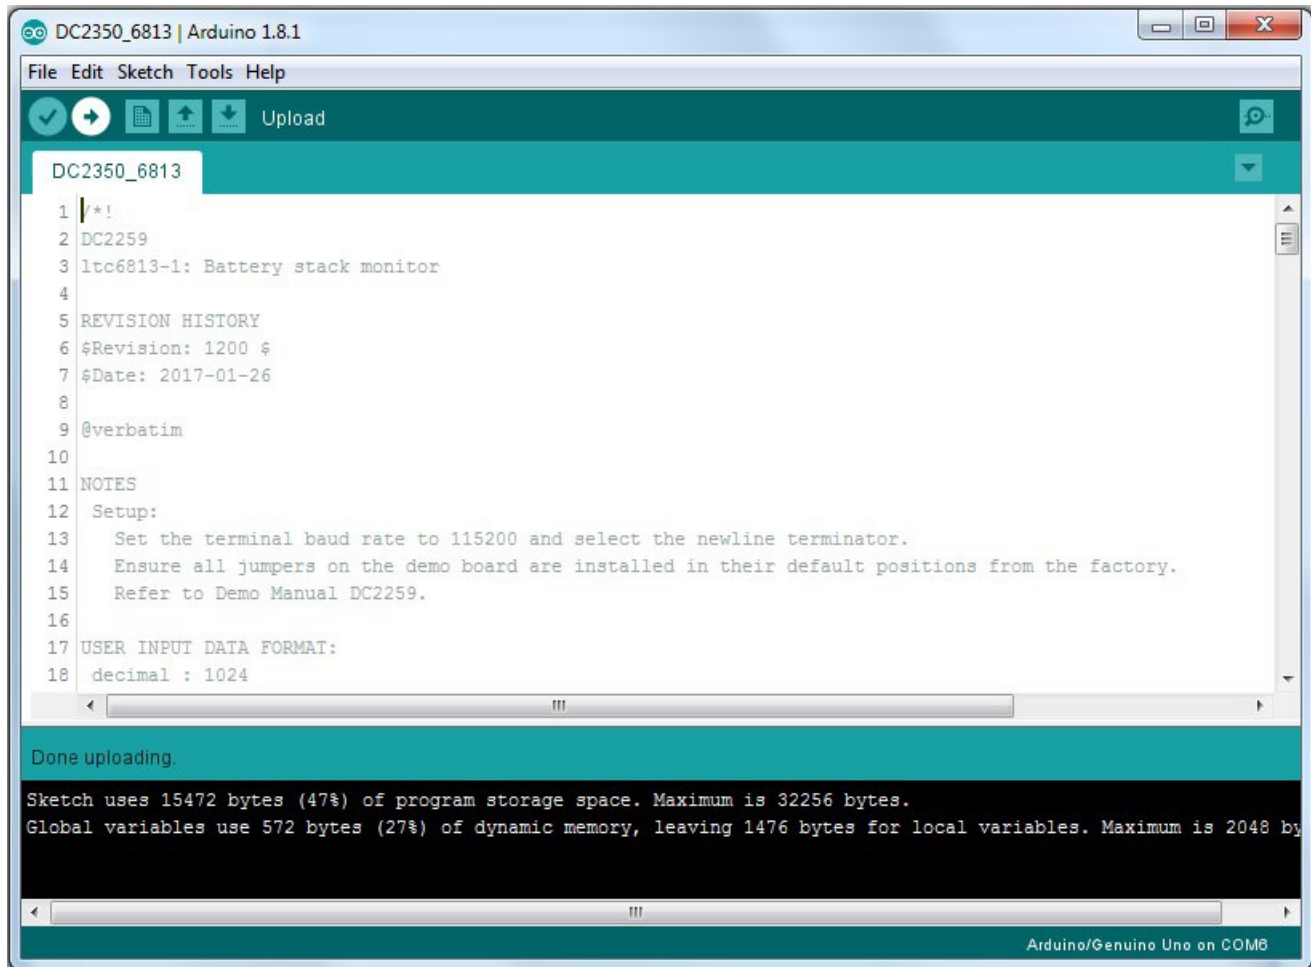 DC2350_6813 | Arduino 1.8.1
File Edit Sketch Tools Help
Upload
DC2350_6813
1 /*!
2 DC2259
3 ltc6813-1: Battery stack monitor
4
5 REVISION HISTORY
6 $Revision: 1200 $
7 $Date: 2017-01-26
8
9 @verbatim
10
11 NOTES
12 Setup:
13 Set the terminal baud rate to 115200 and select the newline terminator.
14 Ensure all jumpers on the demo board are installed in their default positions from the factory.
15 Refer to Demo Manual DC2259.
16
17 USER INPUT DATA FORMAT:
18 decimal : 1024
Done uploading.
Sketch uses 15472 bytes (47%) of program storage space. Maximum is 32256 bytes.
Global variables use 572 bytes (27%) of dynamic memory, leaving 1476 bytes for local variables. Maximum is 2048 by
Arduino/Genuino Uno on COM6